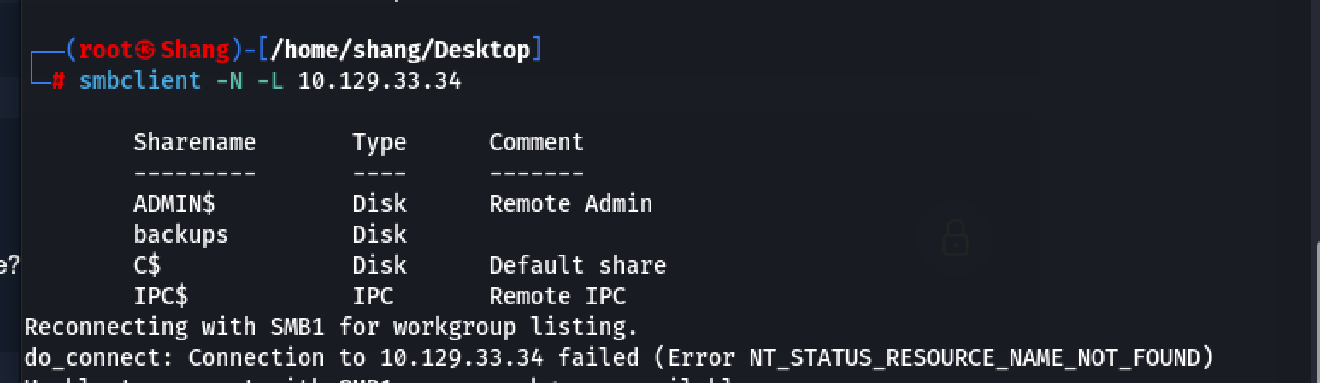 (root㉿Shang)-[/home/shang/Desktop]
# smbclient -N -L 10.129.33.34
Sharename Type Comment
--------- ---- -------
ADMIN$ Disk Remote Admin
backups Disk
C$ Disk Default share
e?
IPC$ IPC Remote IPC
Reconnecting with SMB1 for workgroup listing.
do_connect: Connection to 10.129.33.34 failed (Error NT_STATUS_RESOURCE_NAME_NOT_FOUND)